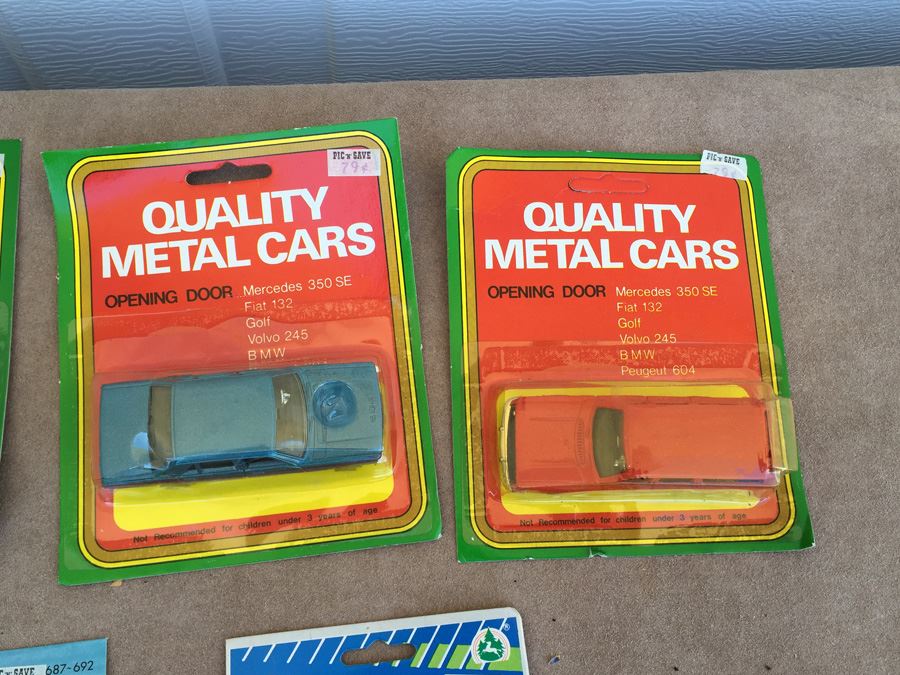 PIC 'N' SAVE
79¢
QUALITY
METAL CARS
OPENING DOOR Mercedes 350 SE
Fiat 132
Golf
Volvo 245
BMW
Not Recommended for children under 3 years of age
PIC 'N' SAVE
79¢
QUALITY
METAL CARS
OPENING DOOR Mercedes 350 SE
Fiat 132
Golf
Volvo 245
BMW
Peugeut 604
Not Recommended for children under 3 years of age
PIC 'N' SAVE
687-692
®